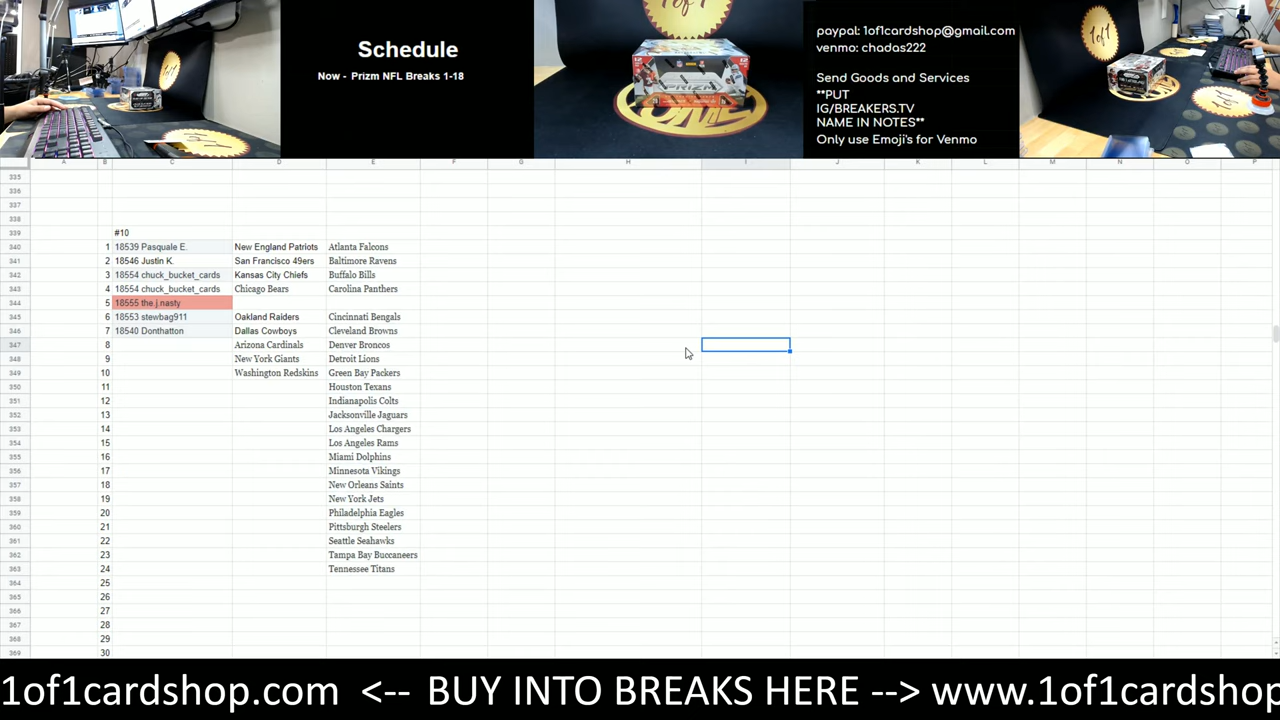 Schedule
Now - Prizm NFL Breaks 1-18
1of1
PRIZM
paypal: 1of1cardshop@gmail.com
venmo: chadas222
Send Goods and Services
**PUT
IG/BREAKERS.TV
NAME IN NOTES**
Only use Emoji's for Venmo
A B C D E F G H I J K L M N O P
335
336
337
338
339 #10
340 1 18539 Pasquale E. New England Patriots Atlanta Falcons
341 2 18546 Justin K. San Francisco 49ers Baltimore Ravens
342 3 18554 chuck_bucket_cards Kansas City Chiefs Buffalo Bills
343 4 18554 chuck_bucket_cards Chicago Bears Carolina Panthers
344 5 18555 the.j.nasty
345 6 18553 stewbag911 Oakland Raiders Cincinnati Bengals
346 7 18540 Donthatton Dallas Cowboys Cleveland Browns
347 8 Arizona Cardinals Denver Broncos
348 9 New York Giants Detroit Lions
349 10 Washington Redskins Green Bay Packers
350 11 Houston Texans
351 12 Indianapolis Colts
352 13 Jacksonville Jaguars
353 14 Los Angeles Chargers
354 15 Los Angeles Rams
355 16 Miami Dolphins
356 17 Minnesota Vikings
357 18 New Orleans Saints
358 19 New York Jets
359 20 Philadelphia Eagles
360 21 Pittsburgh Steelers
361 22 Seattle Seahawks
362 23 Tampa Bay Buccaneers
363 24 Tennessee Titans
364 25
365 26
366 27
367 28
368 29
369 30
1of1cardshop.com <-- BUY INTO BREAKS HERE --> www.1of1cardshop